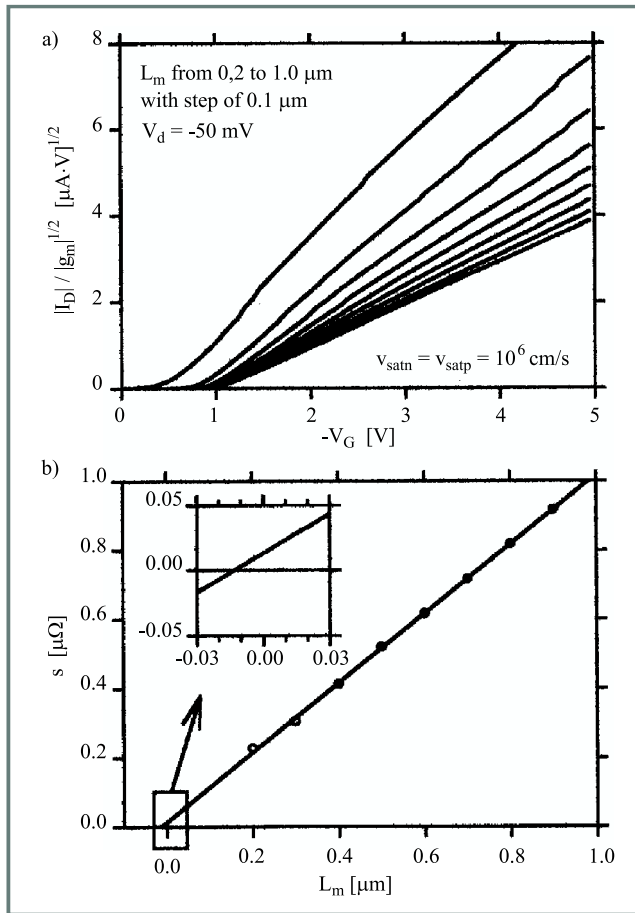 a)
8
6
4
2
0
|I_D| / |g_m|^{1/2} [μA·V]^{1/2}
L_m from 0,2 to 1.0 μm
with step of 0.1 μm
V_d = -50 mV
v_satn = v_satp = 10^6 cm/s
0 1 2 3 4 5
-V_G [V]
b)
1.0
0.8
0.6
0.4
0.2
0.0
s [μΩ]
0.05
0.00
-0.05
-0.03 0.00 0.03
0.0 0.2 0.4 0.6 0.8 1.0
L_m [μm]